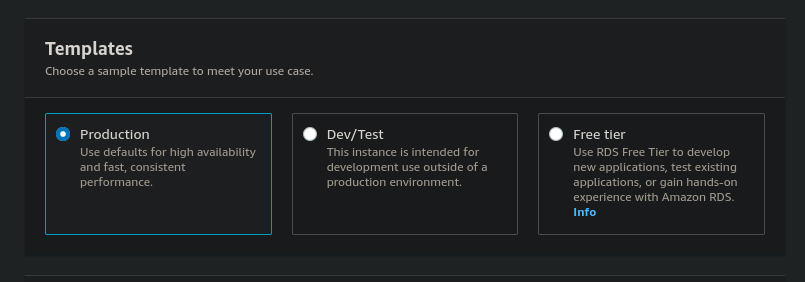 Templates
Choose a sample template to meet your use case.
Production
Use defaults for high availability
and fast, consistent
performance.
Dev/Test
This instance is intended for
development use outside of a
production environment.
Free tier
Use RDS Free Tier to develop
new applications, test existing
applications, or gain hands-on
experience with Amazon RDS.
Info